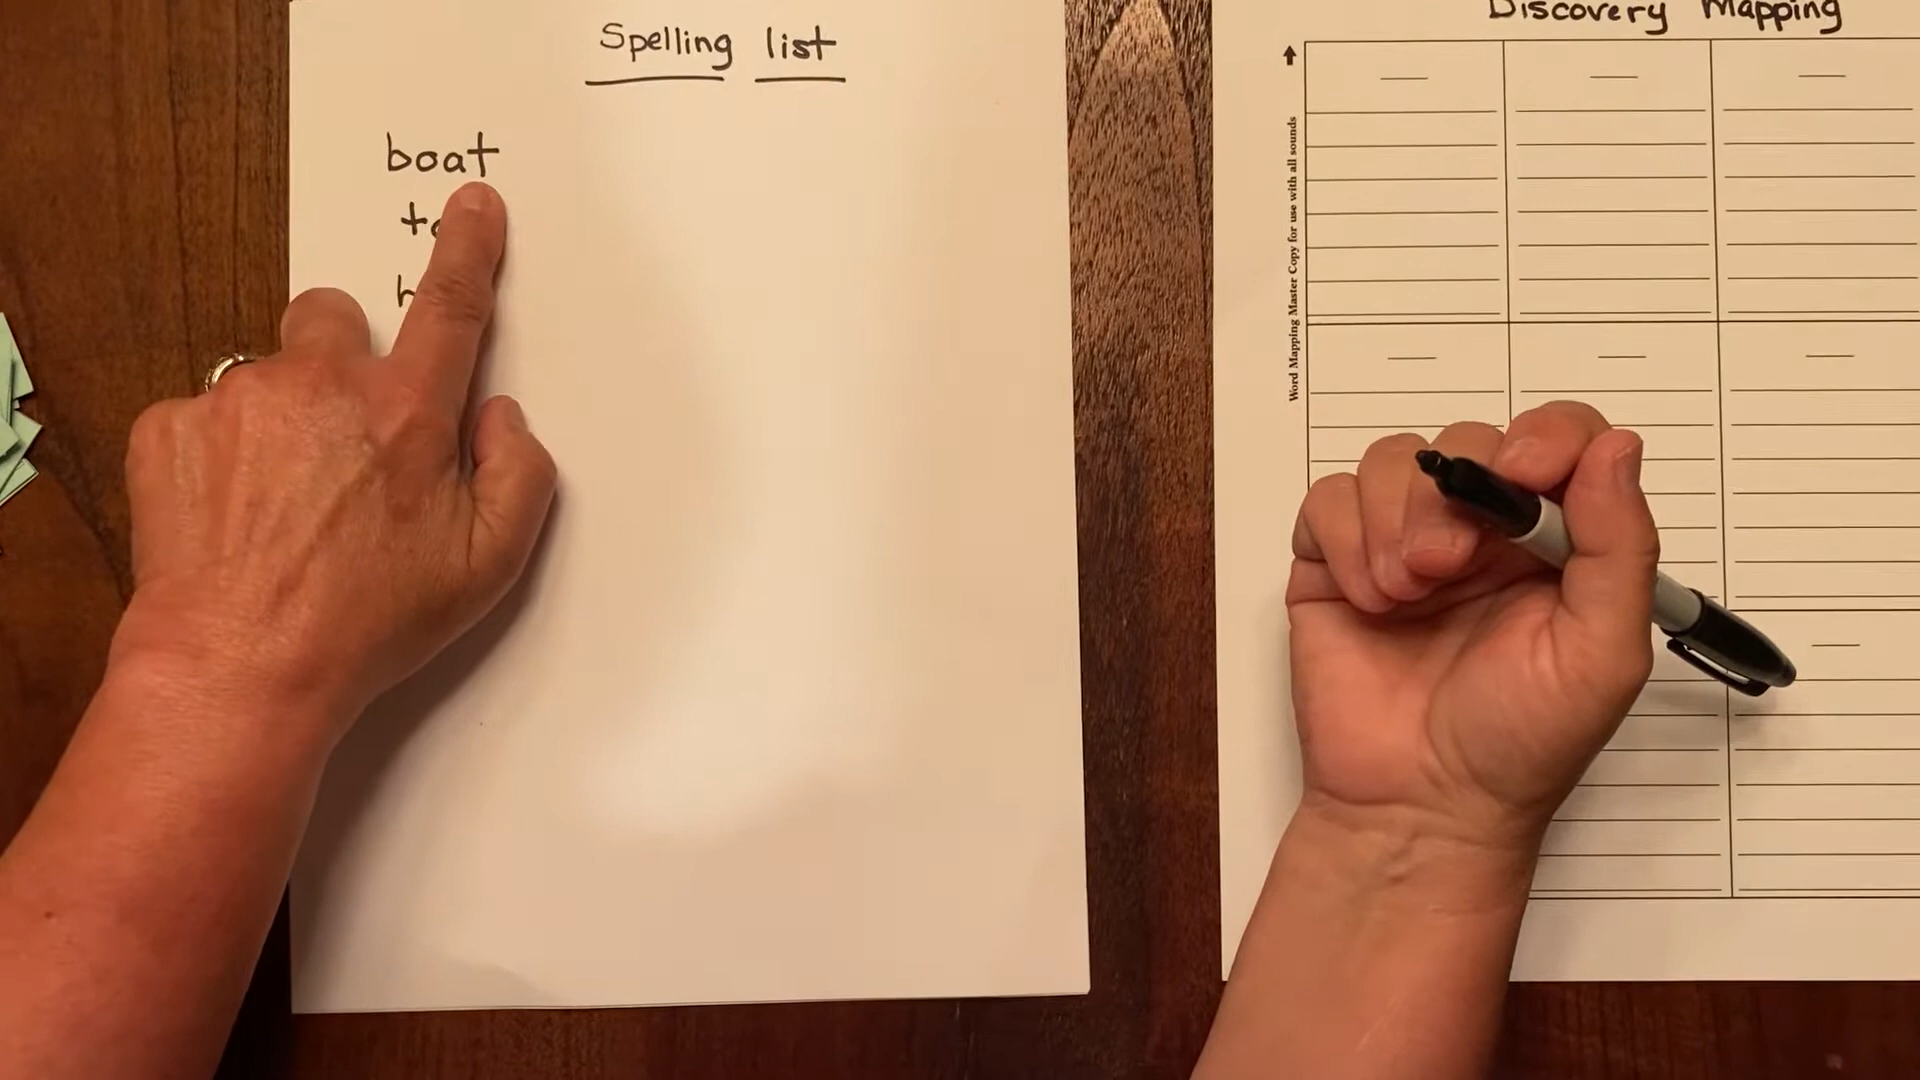 Spelling list
boat
Discovery Mapping
Word Mapping Master Copy for use with all sounds